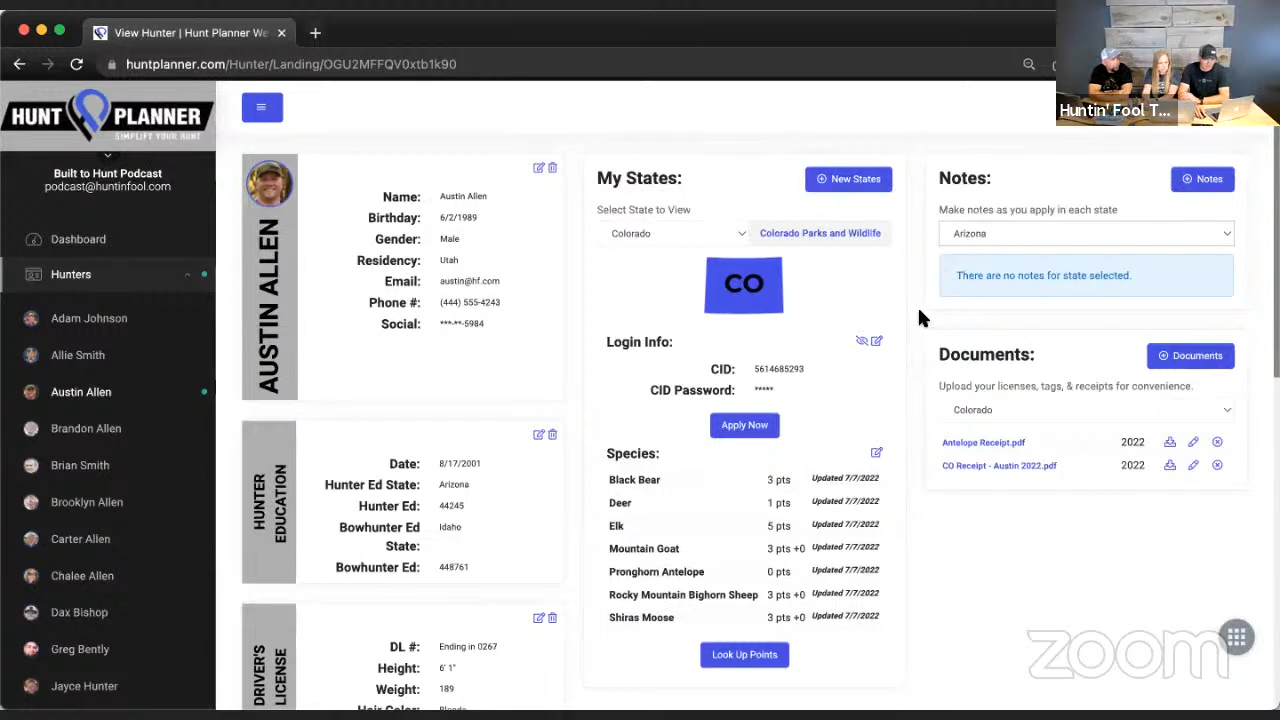 View Hunter | Hunt Planner We
huntplanner.com/Hunter/Landing/OGU2MFFQV0xtb1k90
Huntin' Fool T...
HUNT PLANNER
SIMPLIFY YOUR HUNT
Built to Hunt Podcast
podcast@huntinfool.com
Dashboard
Hunters
Adam Johnson
Allie Smith
Austin Allen
Brandon Allen
Brian Smith
Brooklyn Allen
Carter Allen
Chalee Allen
Dax Bishop
Greg Bently
Jayce Hunter
AUSTIN ALLEN
Name: Austin Allen
Birthday: 6/2/1989
Gender: Male
Residency: Utah
Email: austin@hf.com
Phone #: (444) 555-4243
Social: ***-**-5984
HUNTER
EDUCATION
Date: 8/17/2001
Hunter Ed State: Arizona
Hunter Ed: 44245
Bowhunter Ed Idaho
State:
Bowhunter Ed: 448761
DRIVER'S
LICENSE
DL #: Ending in 0267
Height: 6' 1"
Weight: 189
Hair Color: Blonde
My States:
New States
Select State to View
Colorado
Colorado Parks and Wildlife
CO
Login Info:
CID: 5614685293
CID Password: *****
Apply Now
Species:
Black Bear 3 pts Updated 7/7/2022
Deer 1 pts Updated 7/7/2022
Elk 5 pts Updated 7/7/2022
Mountain Goat 3 pts +0 Updated 7/7/2022
Pronghorn Antelope 0 pts Updated 7/7/2022
Rocky Mountain Bighorn Sheep 3 pts +0 Updated 7/7/2022
Shiras Moose 3 pts +0 Updated 7/7/2022
Look Up Points
Notes:
Notes
Make notes as you apply in each state
Arizona
There are no notes for state selected.
Documents:
Documents
Upload your licenses, tags, & receipts for convenience.
Colorado
Antelope Receipt.pdf 2022
CO Receipt - Austin 2022.pdf 2022
zoom